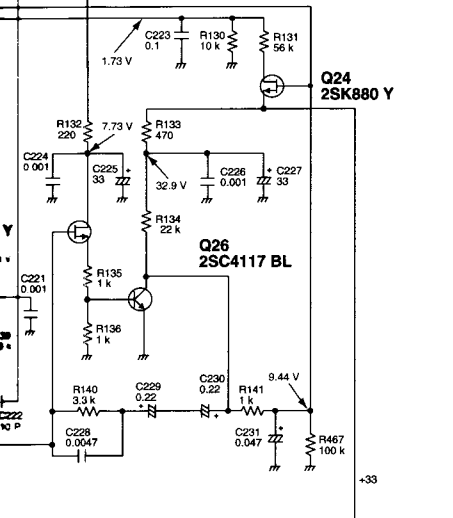 C223
0.1
R130
10 k
R131
56 k
1.73 V
Q24
2SK880 Y
R132
220
7.73 V
R133
470
C224
0 001
C225
33
+
32.9 V
C226
0.001
+
C227
33
Y
R134
22 k
Q26
2SC4117 BL
C221
0.001
R135
1 k
R136
1 k
R140
3.3 k
C229
0.22
+
C230
0.22
+
R141
1 k
9.44 V
C228
0.0047
C231
0.047
+
R467
100 k
C222
10 P
+33